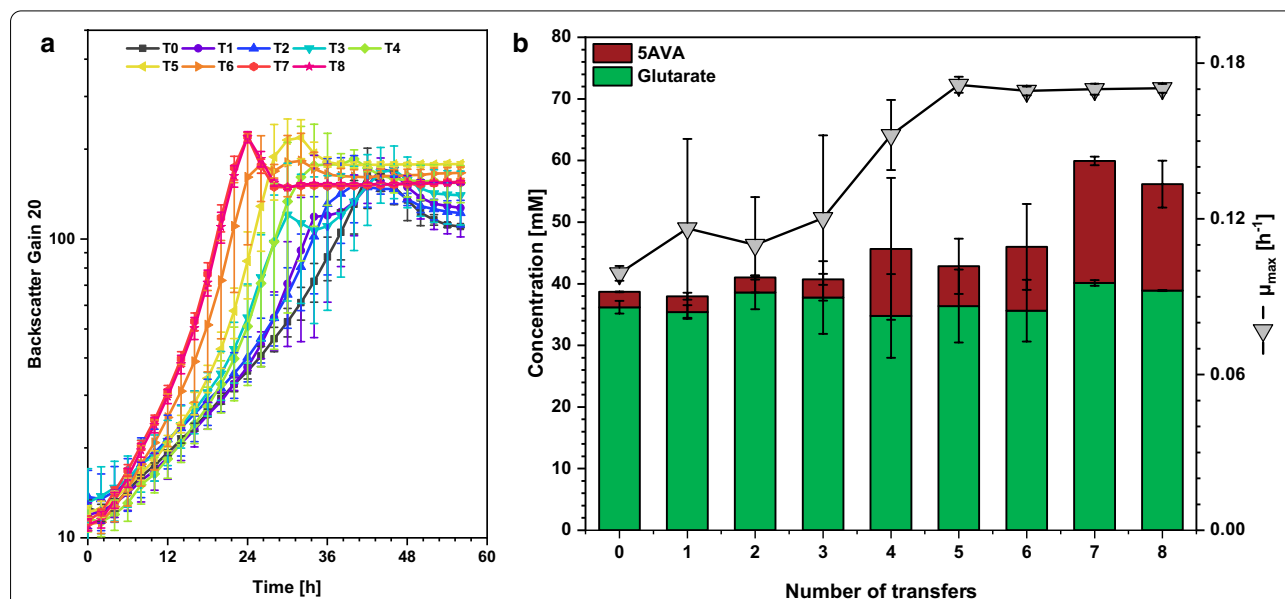 a
T0 T1 T2 T3 T4
T5 T6 T7 T8
Backscatter Gain 20
100
10
0 12 24 36 48 60
Time [h]
b
5AVA
Glutarate
Concentration [mM]
80
70
60
50
40
30
20
10
0
0 1 2 3 4 5 6 7 8
Number of transfers
0.18
0.12
0.06
0.00
μmax [h-1]